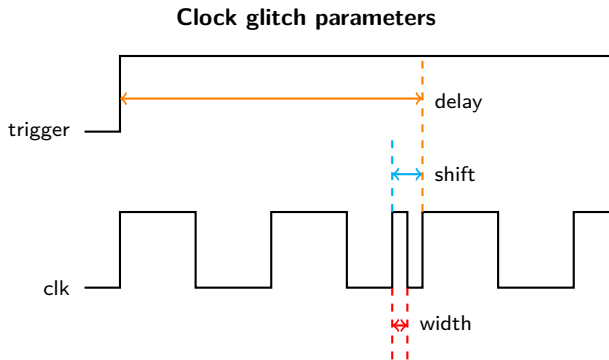 Clock glitch parameters
delay
trigger
shift
clk
width